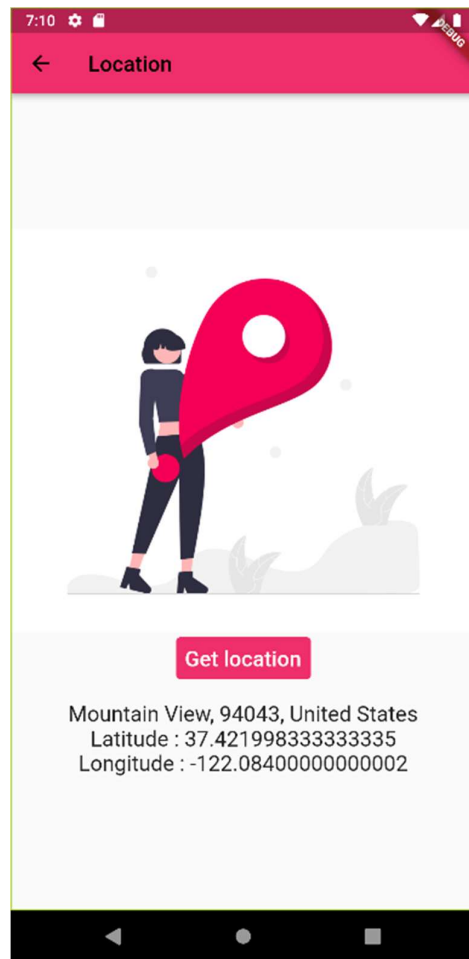 7:10
DEBUG
Location
Get location
Mountain View, 94043, United States
Latitude : 37.421998333333335
Longitude : -122.08400000000002